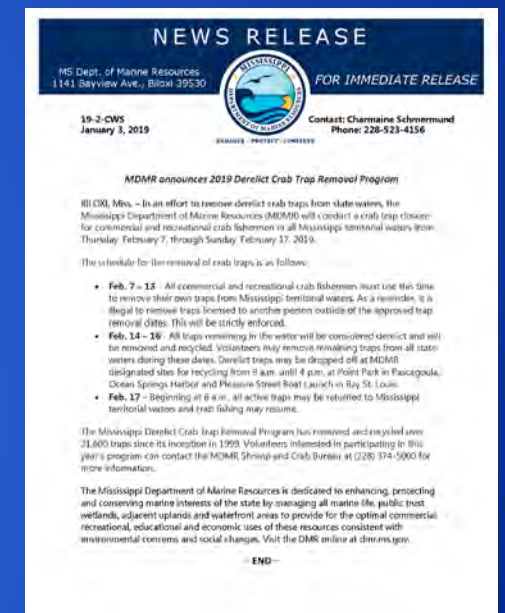 NEWS RELEASE
MS Dept. of Marine Resources
1141 Bayview Ave., Biloxi 39530
MISSISSIPPI
DEPARTMENT OF MARINE RESOURCES
ENHANCE • PROTECT • CONSERVE
FOR IMMEDIATE RELEASE
19-2-CWS
January 3, 2019
Contact: Charmaine Schmermund
Phone: 228-523-4156
MDMR announces 2019 Derelict Crab Trap Removal Program
BILOXI, Miss. – In an effort to remove derelict crab traps from state waters, the
Mississippi Department of Marine Resources (MDMR) will conduct a crab trap closure
for commercial and recreational crab fishermen in all Mississippi territorial waters from
Thursday, February 7, through Sunday, February 17, 2019.
The schedule for the removal of crab traps is as follows:
• Feb. 7 – 13 - All commercial and recreational crab fishermen must use this time
to remove their own traps from Mississippi territorial waters. As a reminder, it is
illegal to remove traps licensed to another person outside of the approved trap
removal dates. This will be strictly enforced.
• Feb. 14 – 16 - All traps remaining in the water will be considered derelict and will
be removed and recycled. Volunteers may remove remaining traps from all state
waters during these dates. Derelict traps may be dropped off at MDMR
designated sites for recycling from 9 a.m. until 4 p.m. at Point Park in Pascagoula,
Ocean Springs Harbor and Pleasure Street Boat Launch in Bay St. Louis.
• Feb. 17 – Beginning at 6 a.m., all active traps may be returned to Mississippi
territorial waters and crab fishing may resume.
The Mississippi Derelict Crab Trap Removal Program has removed and recycled over
21,600 traps since its inception in 1999. Volunteers interested in participating in this
year's program can contact the MDMR Shrimp and Crab Bureau at (228) 374-5000 for
more information.
The Mississippi Department of Marine Resources is dedicated to enhancing, protecting
and conserving marine interests of the state by managing all marine life, public trust
wetlands, adjacent uplands and waterfront areas to provide for the optimal commercial
recreational, educational and economic uses of these resources consistent with
environmental concerns and social changes. Visit the DMR online at dmr.ms.gov.
– END –